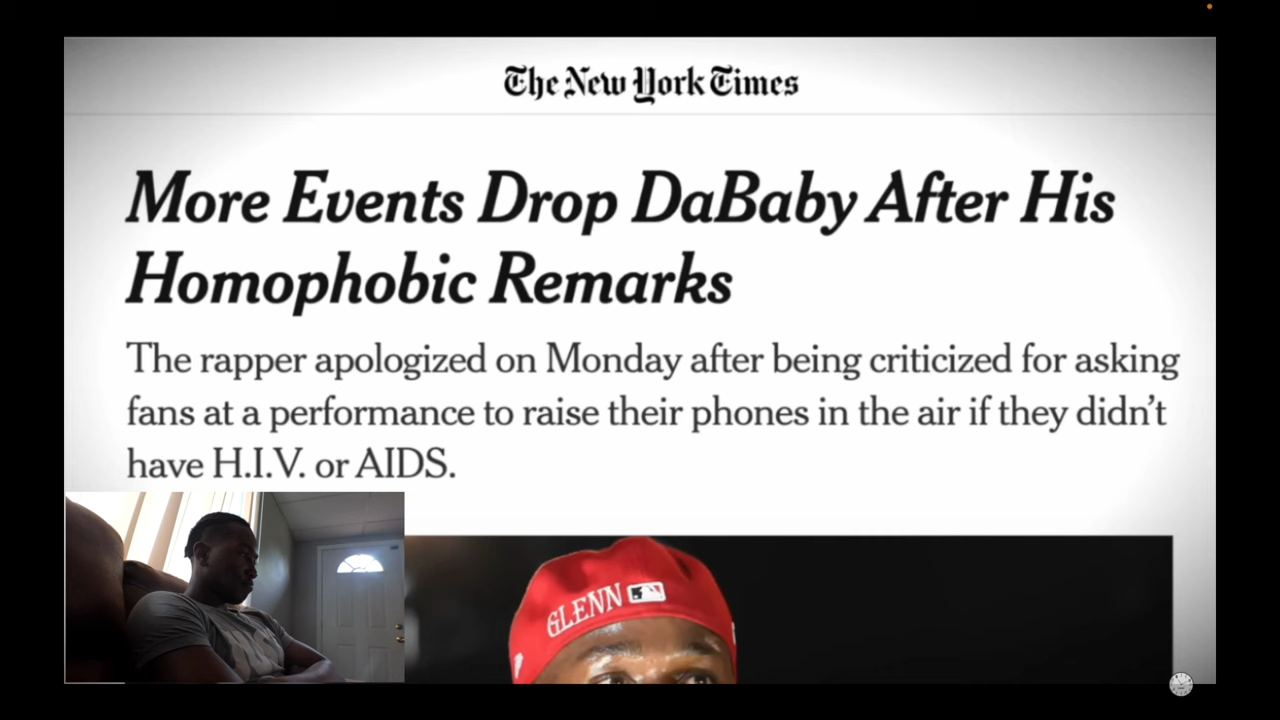 The New York Times
More Events Drop DaBaby After His
Homophobic Remarks
The rapper apologized on Monday after being criticized for asking
fans at a performance to raise their phones in the air if they didn't
have H.I.V. or AIDS.
GLENN